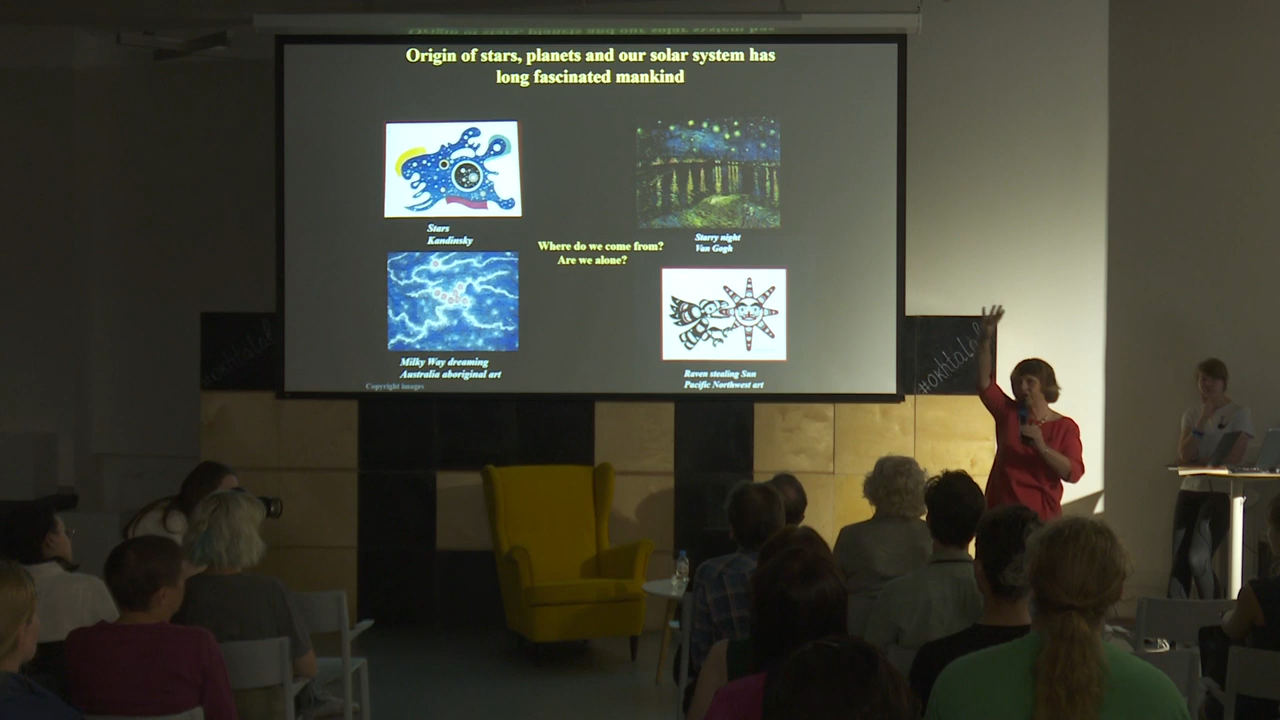 Origin of stars, planets and our solar system has
long fascinated mankind
Stars
Kandinsky
Starry night
Van Gogh
Where do we come from?
Are we alone?
Milky Way dreaming
Australia aboriginal art
Raven stealing Sun
Pacific Northwest art
Copyright images
#okhtaLab